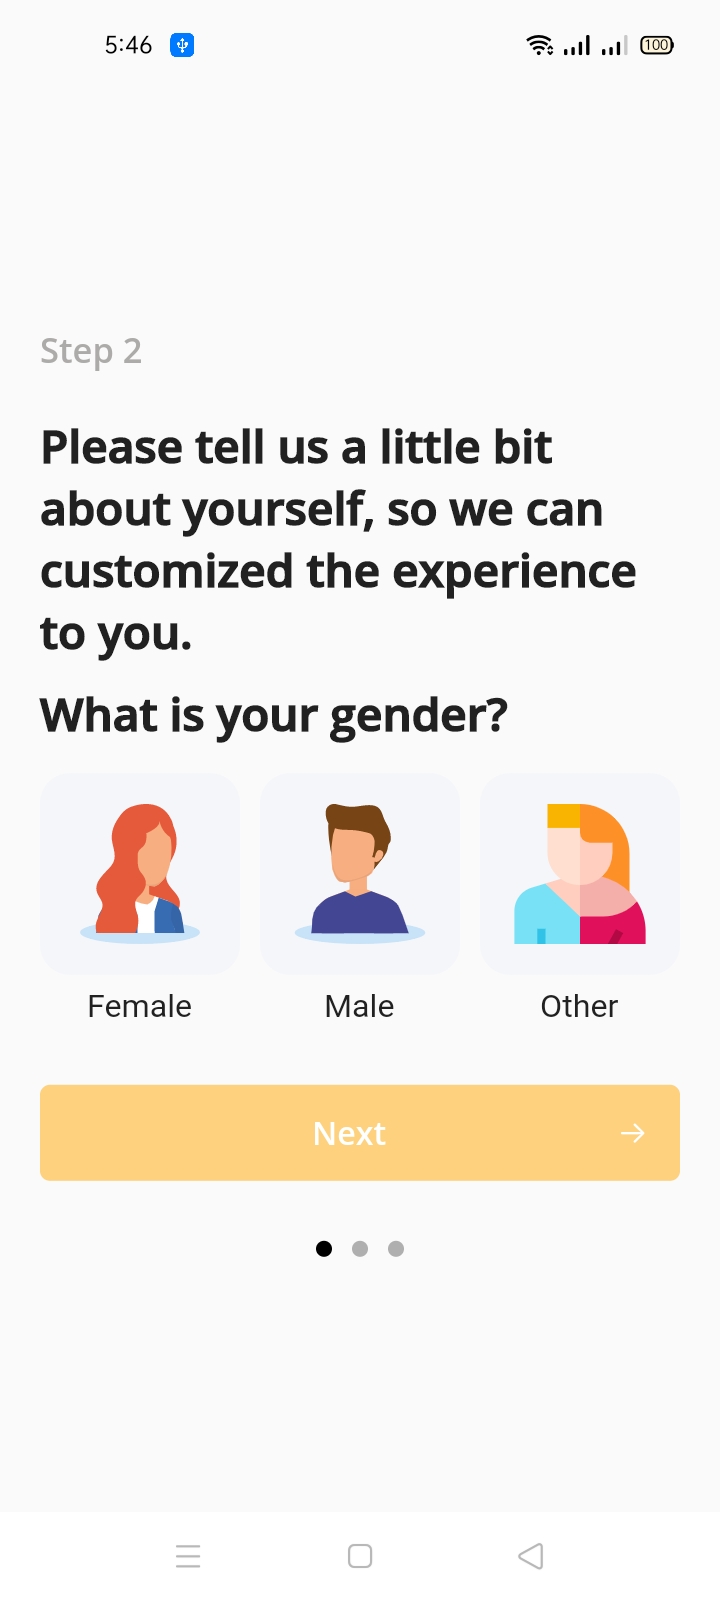 5:46
100
Step 2
Please tell us a little bit
about yourself, so we can
customized the experience
to you.
What is your gender?
Female Male Other
Next